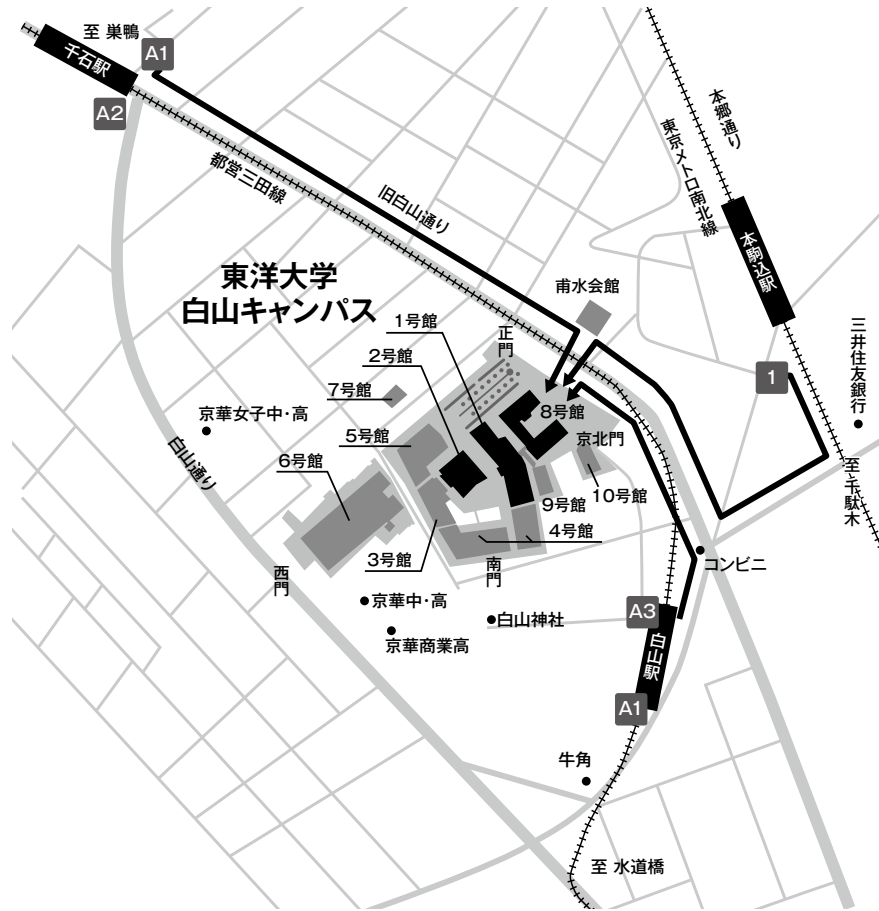 至 巣鴨
A1
千石駅
A2
都営三田線
旧白山通り
本郷通り
東京メトロ南北線
本駒込駅
東洋大学
白山キャンパス
甫水会館
正門
1号館
2号館
7号館
8号館
三井住友銀行
1
京華女子中・高
5号館
京北門
白山通り
6号館
10号館
9号館
4号館
3号館
至 千駄木
南門
西門
コンビニ
京華中・高
白山神社
A3
京華商業高
白山駅
A1
牛角
至 水道橋